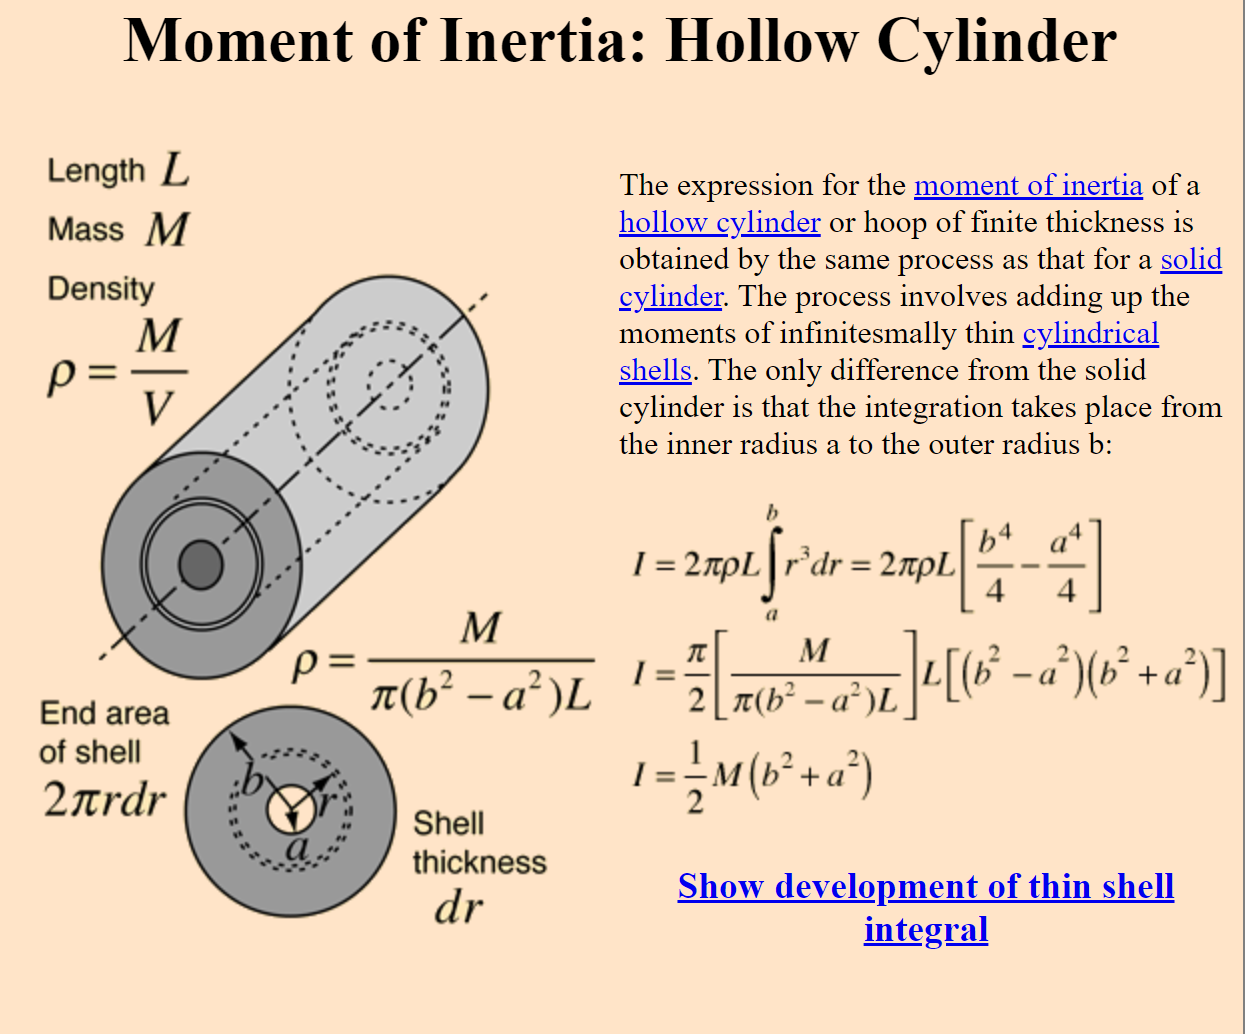 Moment of Inertia: Hollow Cylinder
Length L
Mass M
Density
ρ = M/V
ρ = M / π(b² − a²)L
End area
of shell
2πrdr
b
r
a
Shell
thickness
dr
The expression for the moment of inertia of a
hollow cylinder or hoop of finite thickness is
obtained by the same process as that for a solid
cylinder. The process involves adding up the
moments of infinitesmally thin cylindrical
shells. The only difference from the solid
cylinder is that the integration takes place from
the inner radius a to the outer radius b:
I = 2πρL ∫ₐᵇ r³dr = 2πρL [b⁴/4 − a⁴/4]
I = π/2 [M / π(b² − a²)L] L[(b² − a²)(b² + a²)]
I = 1/2 M(b² + a²)
Show development of thin shell
integral